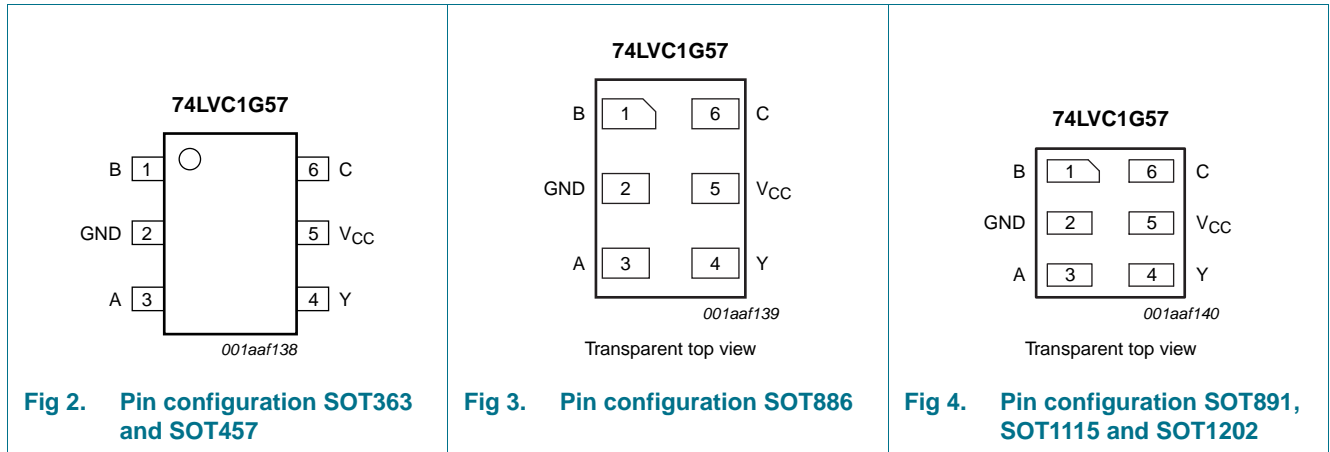 74LVC1G57
B 1 6 C
GND 2 5 VCC
A 3 4 Y
001aaf138
Fig 2. Pin configuration SOT363
and SOT457
74LVC1G57
B 1 6 C
GND 2 5 VCC
A 3 4 Y
001aaf139
Transparent top view
Fig 3. Pin configuration SOT886
74LVC1G57
B 1 6 C
GND 2 5 VCC
A 3 4 Y
001aaf140
Transparent top view
Fig 4. Pin configuration SOT891,
SOT1115 and SOT1202